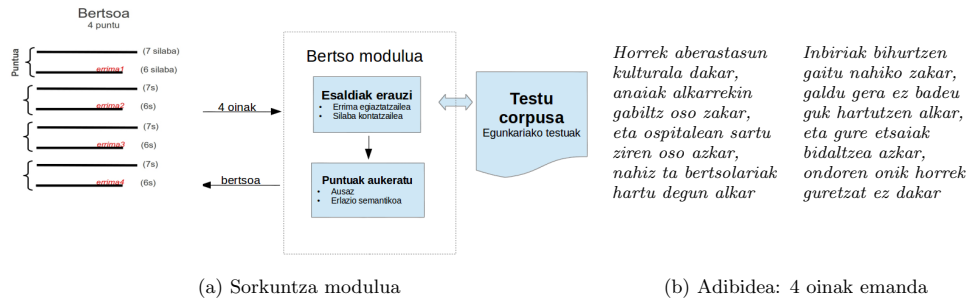 Bertsoa
4 puntu
Puntua
(7 silaba)
errima1 (6 silaba)
(7s)
errima2 (6s)
(7s)
errima3 (6s)
(7s)
errima4 (6s)
4 oinak
bertsoa
Bertso modulua
Esaldiak erauzi
• Errima egiaztatzailea
• Silaba kontatzailea
Puntuak aukeratu
• Ausaz
• Erlazio semantikoa
Testu
corpusa
Egunkariako testuak
(a) Sorkuntza modulua
Horrek aberastasun
kulturala dakar,
anaiak alkarrekin
gabiltz oso zakar,
eta ospitalean sartu
ziren oso azkar,
nahiz ta bertsolariak
hartu degun alkar
Inbiriak bihurtzen
gaitu nahiko zakar,
galdu gera ez badeu
guk hartutzen alkar,
eta gure etsaiak
bidaltzea azkar,
ondoren onik horrek
guretzat ez dakar
(b) Adibidea: 4 oinak emanda